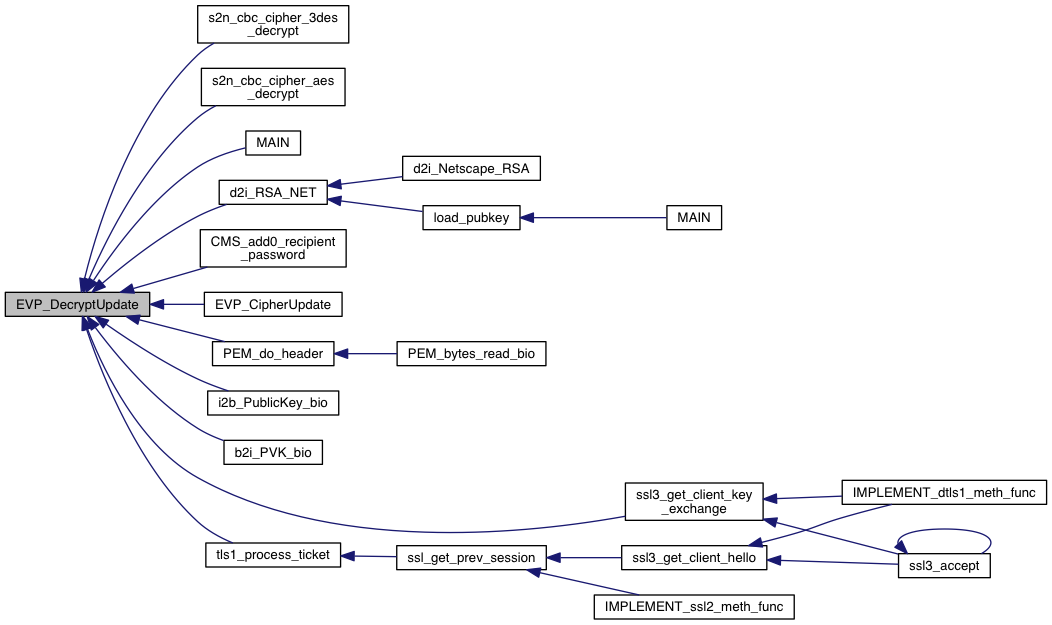 s2n_cbc_cipher_3des
_decrypt
s2n_cbc_cipher_aes
_decrypt
MAIN
d2i_Netscape_RSA
d2i_RSA_NET
load_pubkey
MAIN
CMS_add0_recipient
_password
EVP_DecryptUpdate
EVP_CipherUpdate
PEM_do_header
PEM_bytes_read_bio
i2b_PublicKey_bio
b2i_PVK_bio
ssl3_get_client_key
_exchange
IMPLEMENT_dtls1_meth_func
tls1_process_ticket
ssl_get_prev_session
ssl3_get_client_hello
ssl3_accept
IMPLEMENT_ssl2_meth_func